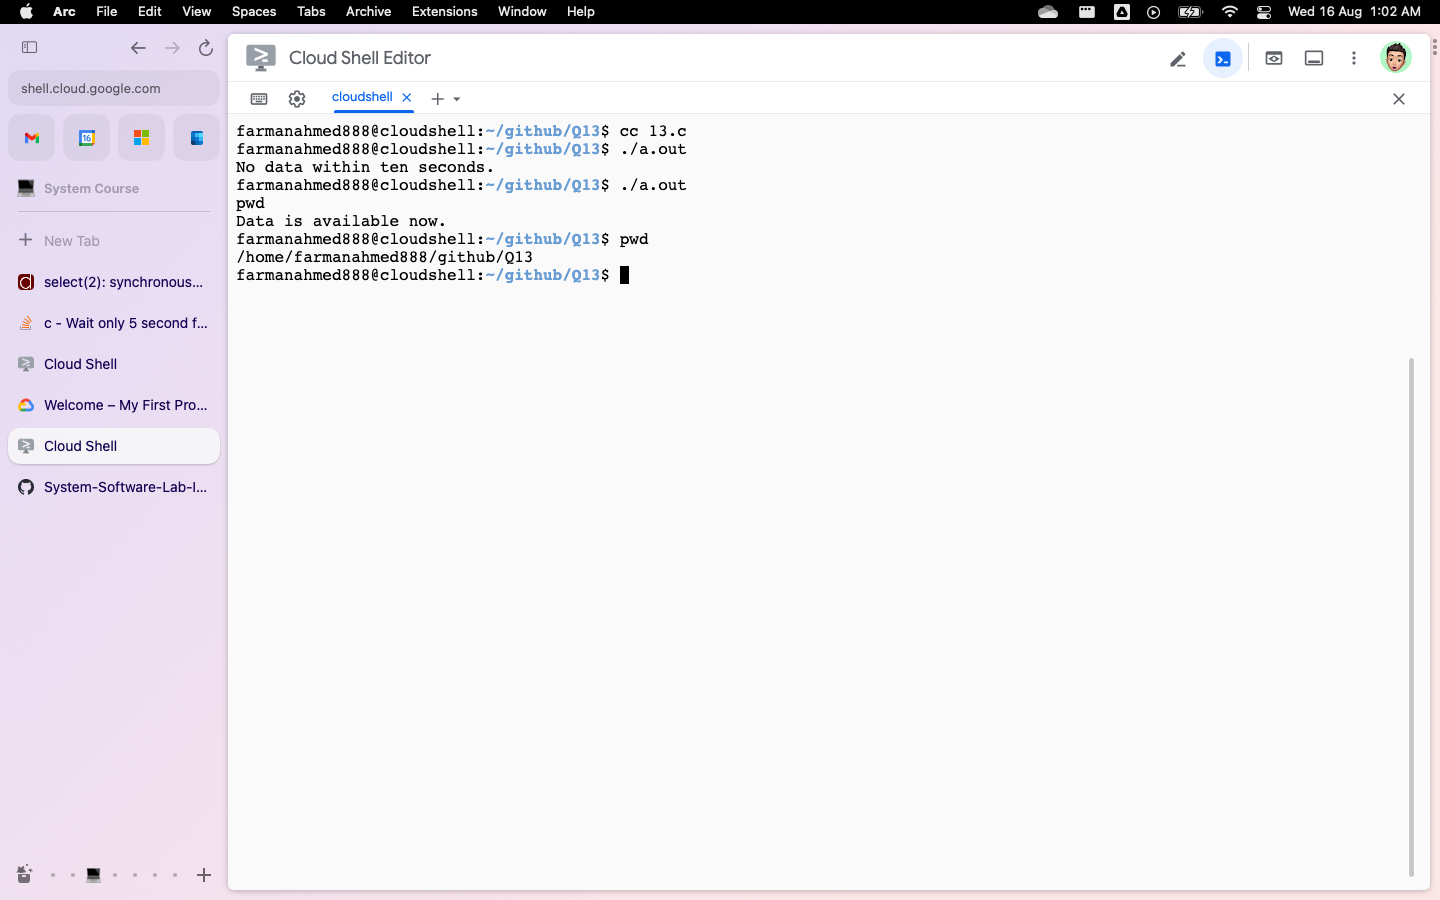 Arc File Edit View Spaces Tabs Archive Extensions Window Help Wed 16 Aug 1:02 AM
shell.cloud.google.com
16
System Course
New Tab
select(2): synchronous...
c - Wait only 5 second f...
Cloud Shell
Welcome – My First Pro...
Cloud Shell
System-Software-Lab-I...
Cloud Shell Editor
cloudshell
farmanahmed888@cloudshell:~/github/Q13$ cc 13.c
farmanahmed888@cloudshell:~/github/Q13$ ./a.out
No data within ten seconds.
farmanahmed888@cloudshell:~/github/Q13$ ./a.out
pwd
Data is available now.
farmanahmed888@cloudshell:~/github/Q13$ pwd
/home/farmanahmed888/github/Q13
farmanahmed888@cloudshell:~/github/Q13$